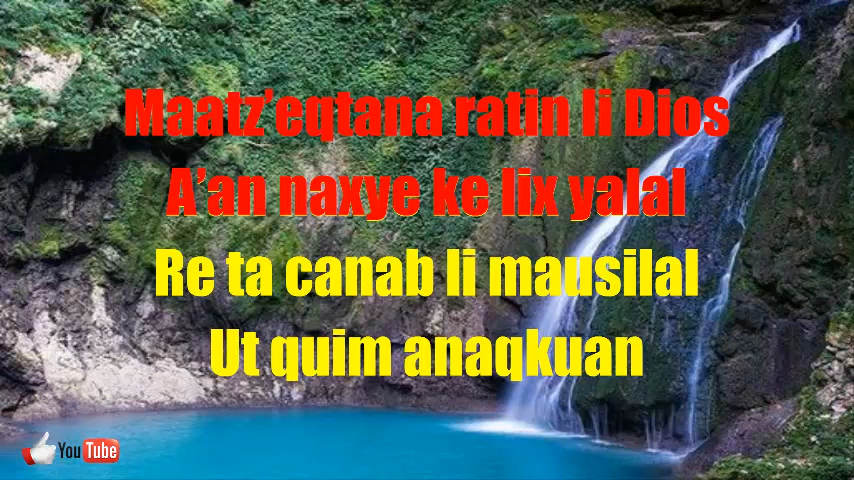 Maatz'eqtana ratin li Dios
A'an naxye ke lix yalal
Re ta canab li mausilal
Ut quim anaqkuan
YouTube